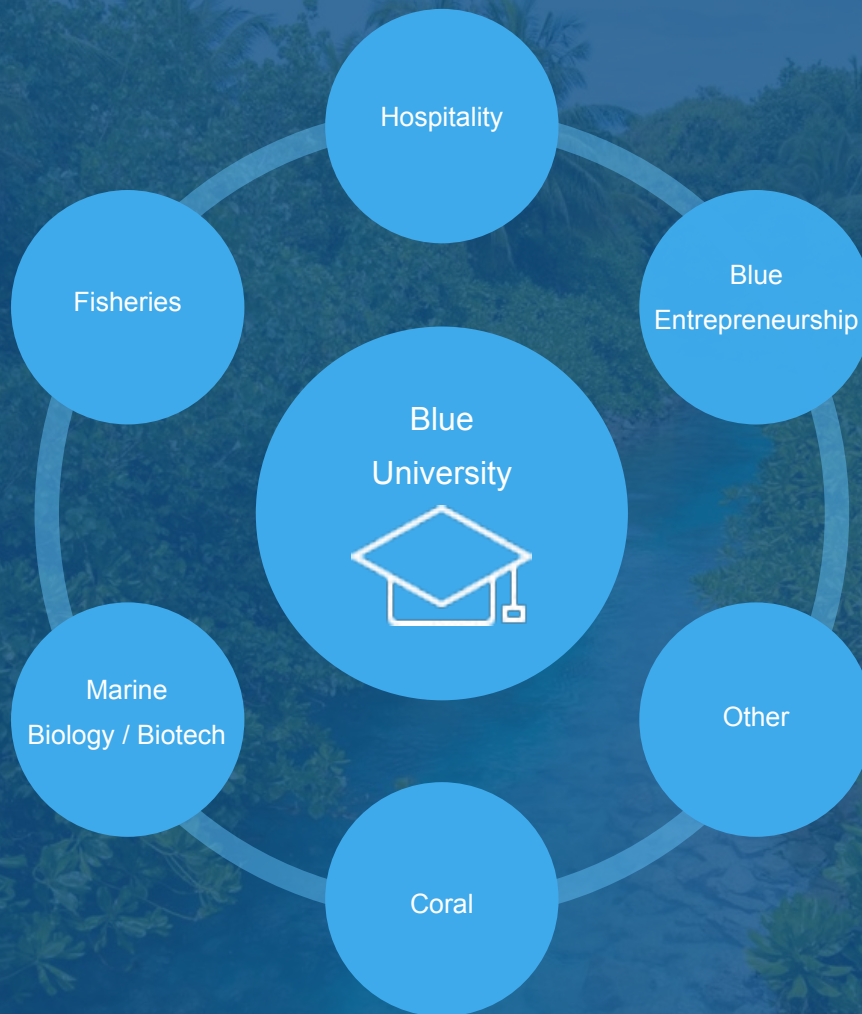 Hospitality
Blue
Entrepreneurship
Fisheries
Blue
University
Marine
Biology / Biotech
Other
Coral